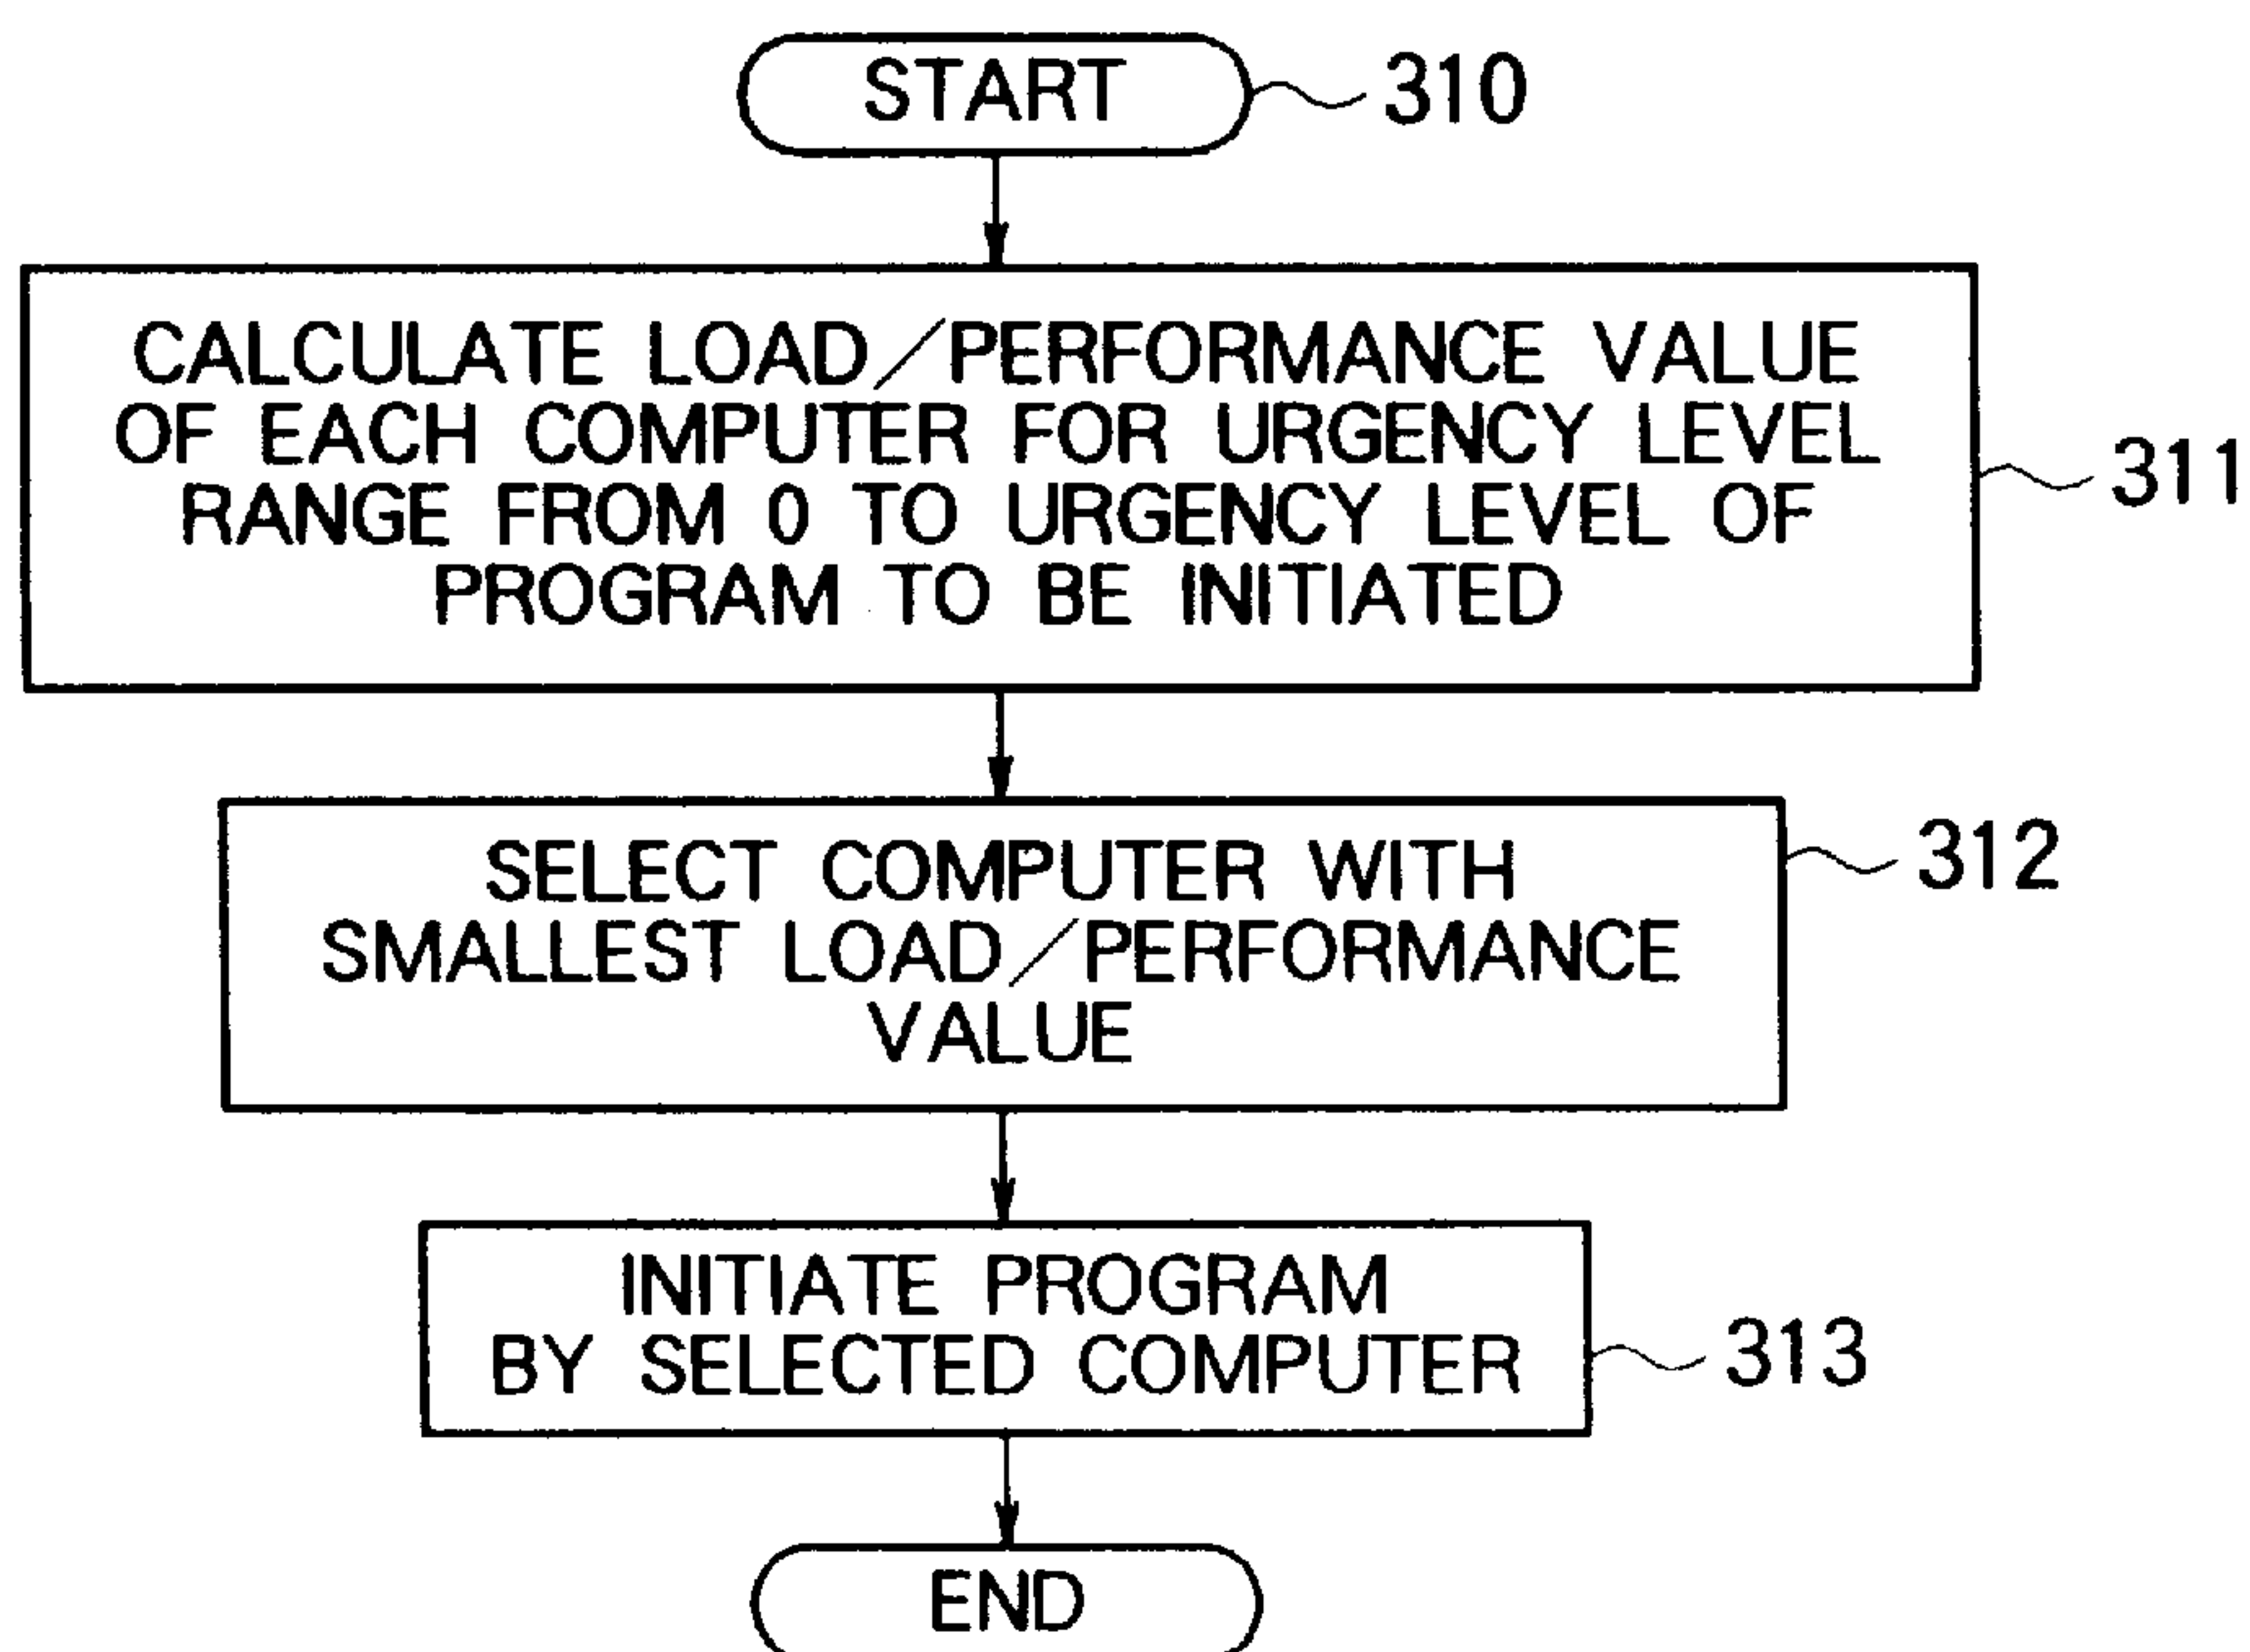 START
310
CALCULATE LOAD/PERFORMANCE VALUE
OF EACH COMPUTER FOR URGENCY LEVEL
RANGE FROM 0 TO URGENCY LEVEL OF
PROGRAM TO BE INITIATED
311
SELECT COMPUTER WITH
SMALLEST LOAD/PERFORMANCE
VALUE
312
INITIATE PROGRAM
BY SELECTED COMPUTER
313
END